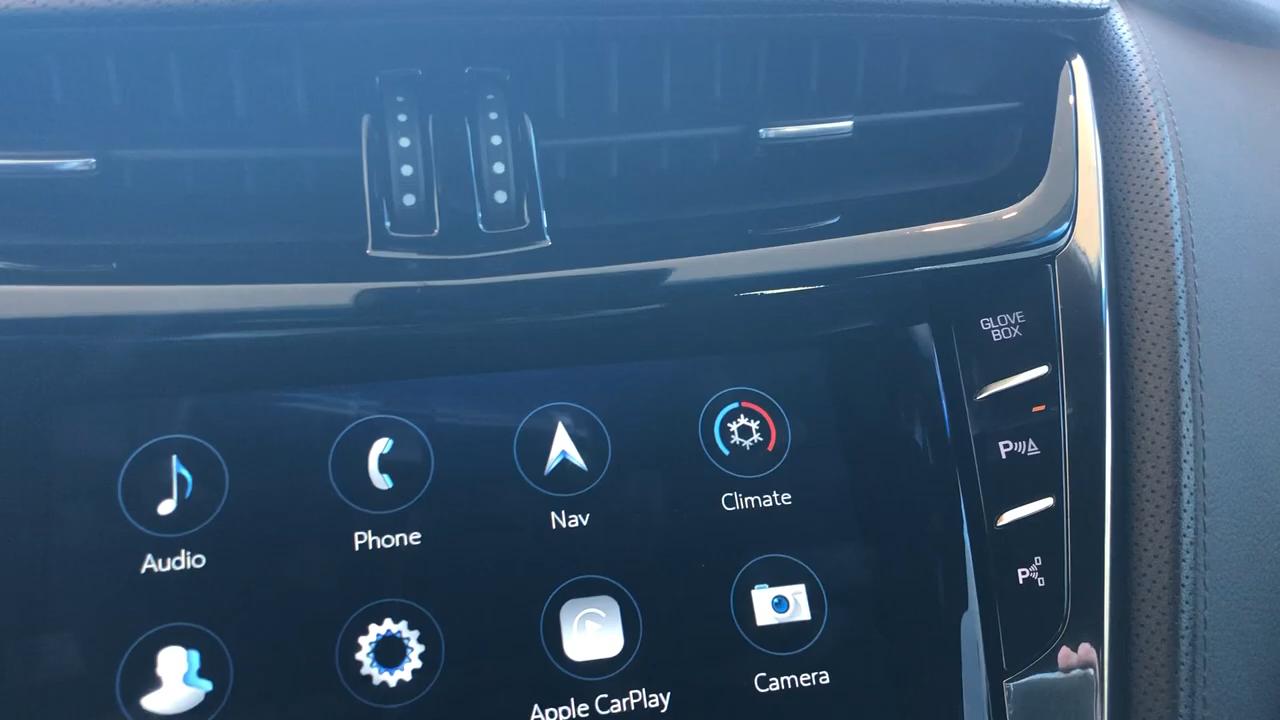 GLOVE
BOX
P
P
Audio
Phone
Nav
Climate
Apple CarPlay
Camera